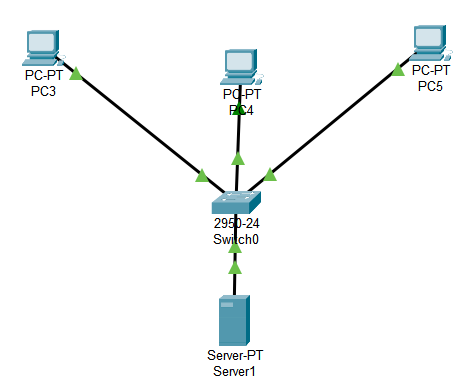 PC-PT
PC3
PC-PT
PC4
PC-PT
PC5
2950-24
Switch0
Server-PT
Server1